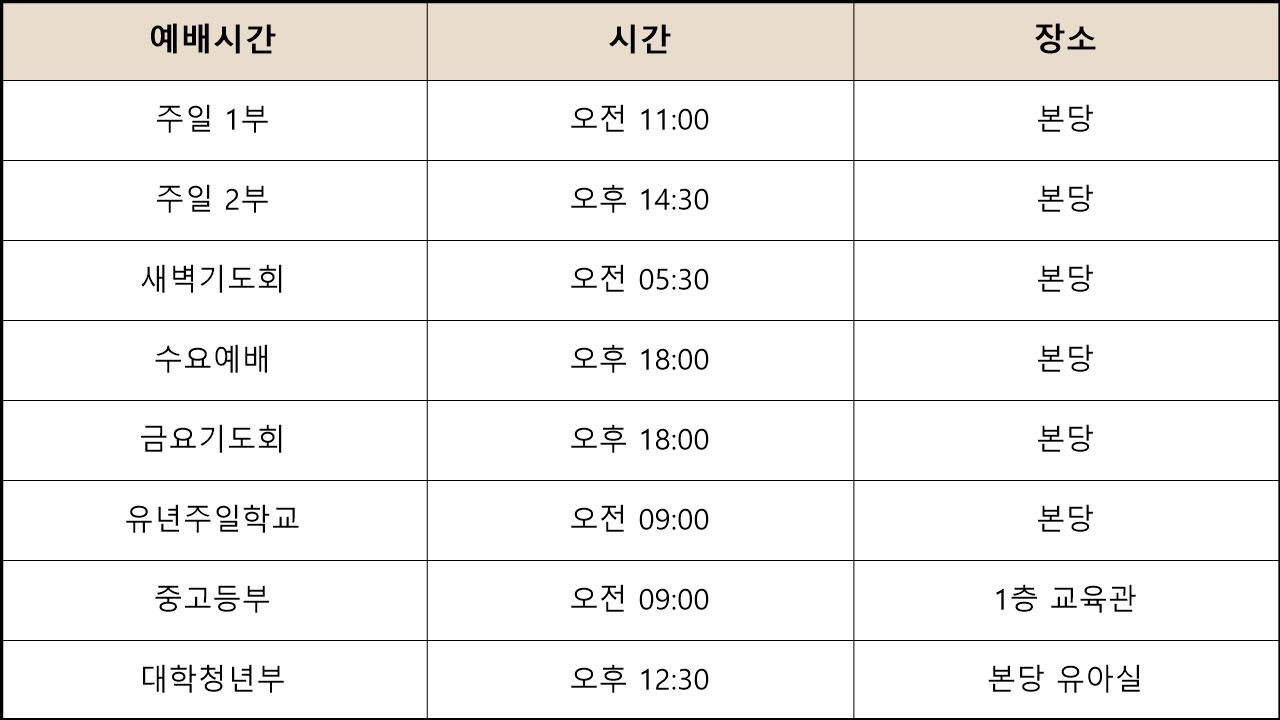 예배시간 시간 장소
주일 1부 오전 11:00 본당
주일 2부 오후 14:30 본당
새벽기도회 오전 05:30 본당
수요예배 오후 18:00 본당
금요기도회 오후 18:00 본당
유년주일학교 오전 09:00 본당
중고등부 오전 09:00 1층 교육관
대학청년부 오후 12:30 본당 유아실